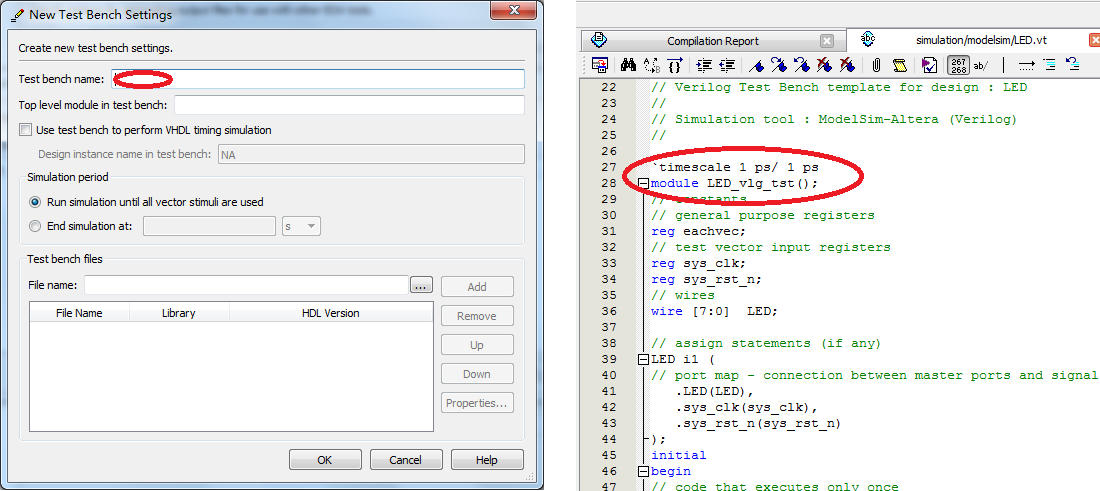 New Test Bench Settings
Create new test bench settings.
Test bench name:
Top level module in test bench:
Use test bench to perform VHDL timing simulation
Design instance name in test bench: NA
Simulation period
Run simulation until all vector stimuli are used
End simulation at: s
Test bench files
File name: ... Add
File Name Library HDL Version
Remove
Up
Down
Properties...
OK Cancel Help
Compilation Report simulation/modelsim/LED.vt
267
268 ab/
22 // Verilog Test Bench template for design : LED
23 //
24 // Simulation tool : ModelSim-Altera (Verilog)
25 //
26
27 `timescale 1 ps/ 1 ps
28 module LED_vlg_tst();
29 // constants
30 // general purpose registers
31 reg eachvec;
32 // test vector input registers
33 reg sys_clk;
34 reg sys_rst_n;
35 // wires
36 wire [7:0] LED;
37
38 // assign statements (if any)
39 LED i1 (
40 // port map - connection between master ports and signal
41 .LED(LED),
42 .sys_clk(sys_clk),
43 .sys_rst_n(sys_rst_n)
44 );
45 initial
46 begin
47 // code that executes only once